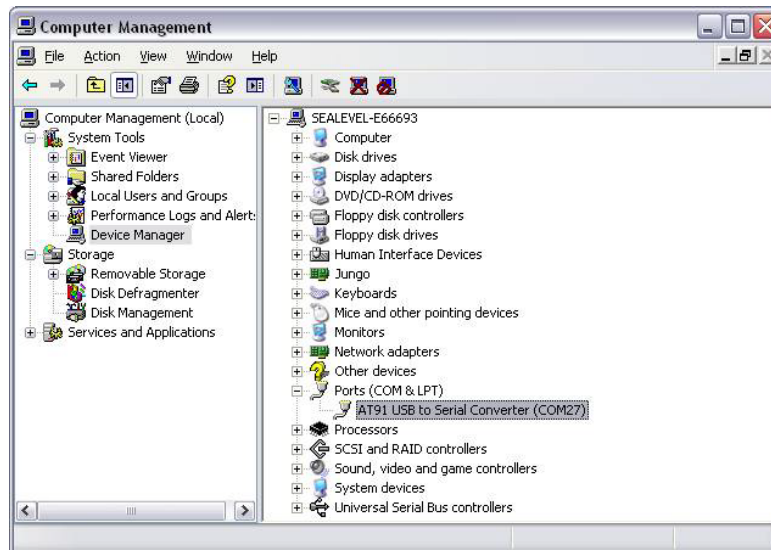 Computer Management
File Action View Window Help
Computer Management (Local)
System Tools
Event Viewer
Shared Folders
Local Users and Groups
Performance Logs and Alert:
Device Manager
Storage
Removable Storage
Disk Defragmenter
Disk Management
Services and Applications
SEALEVEL-E66693
Computer
Disk drives
Display adapters
DVD/CD-ROM drives
Floppy disk controllers
Floppy disk drives
Human Interface Devices
Jungo
Keyboards
Mice and other pointing devices
Monitors
Network adapters
Other devices
Ports (COM & LPT)
AT91 USB to Serial Converter (COM27)
Processors
SCSI and RAID controllers
Sound, video and game controllers
System devices
Universal Serial Bus controllers